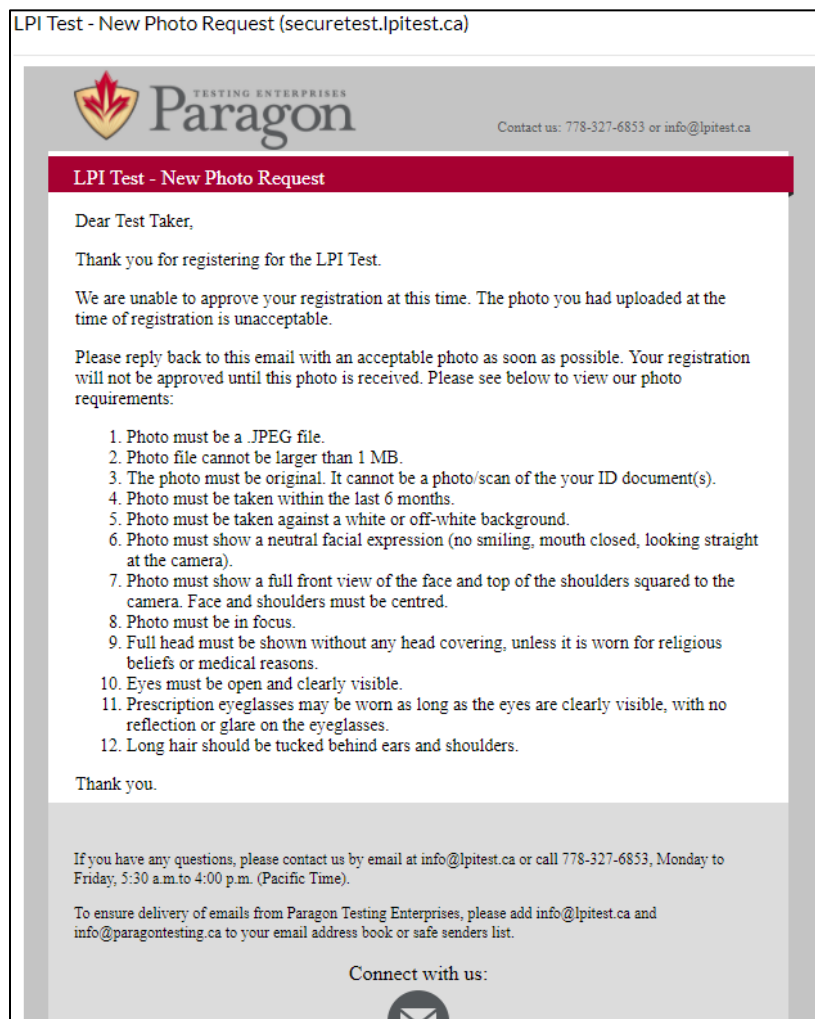 LPI Test - New Photo Request (securetest.lpitest.ca)
TESTING ENTERPRISES
Paragon
Contact us: 778-327-6853 or info@lpitest.ca
LPI Test - New Photo Request
Dear Test Taker,
Thank you for registering for the LPI Test.
We are unable to approve your registration at this time. The photo you had uploaded at the
time of registration is unacceptable.
Please reply back to this email with an acceptable photo as soon as possible. Your registration
will not be approved until this photo is received. Please see below to view our photo
requirements:
1. Photo must be a .JPEG file.
2. Photo file cannot be larger than 1 MB.
3. The photo must be original. It cannot be a photo/scan of the your ID document(s).
4. Photo must be taken within the last 6 months.
5. Photo must be taken against a white or off-white background.
6. Photo must show a neutral facial expression (no smiling, mouth closed, looking straight
at the camera).
7. Photo must show a full front view of the face and top of the shoulders squared to the
camera. Face and shoulders must be centred.
8. Photo must be in focus.
9. Full head must be shown without any head covering, unless it is worn for religious
beliefs or medical reasons.
10. Eyes must be open and clearly visible.
11. Prescription eyeglasses may be worn as long as the eyes are clearly visible, with no
reflection or glare on the eyeglasses.
12. Long hair should be tucked behind ears and shoulders.
Thank you.
If you have any questions, please contact us by email at info@lpitest.ca or call 778-327-6853, Monday to
Friday, 5:30 a.m.to 4:00 p.m. (Pacific Time).
To ensure delivery of emails from Paragon Testing Enterprises, please add info@lpitest.ca and
info@paragontesting.ca to your email address book or safe senders list.
Connect with us: